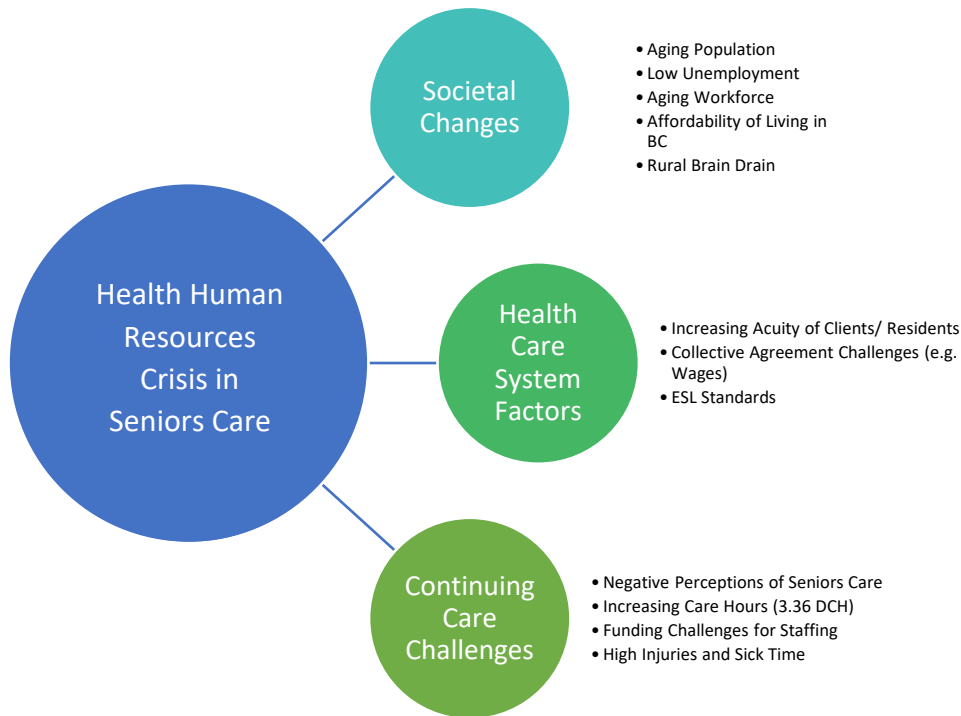 Societal
Changes
• Aging Population
• Low Unemployment
• Aging Workforce
• Affordability of Living in
BC
• Rural Brain Drain
Health Human
Resources
Crisis in
Seniors Care
Health
Care
System
Factors
• Increasing Acuity of Clients/ Residents
• Collective Agreement Challenges (e.g.
Wages)
• ESL Standards
Continuing
Care
Challenges
• Negative Perceptions of Seniors Care
• Increasing Care Hours (3.36 DCH)
• Funding Challenges for Staffing
• High Injuries and Sick Time